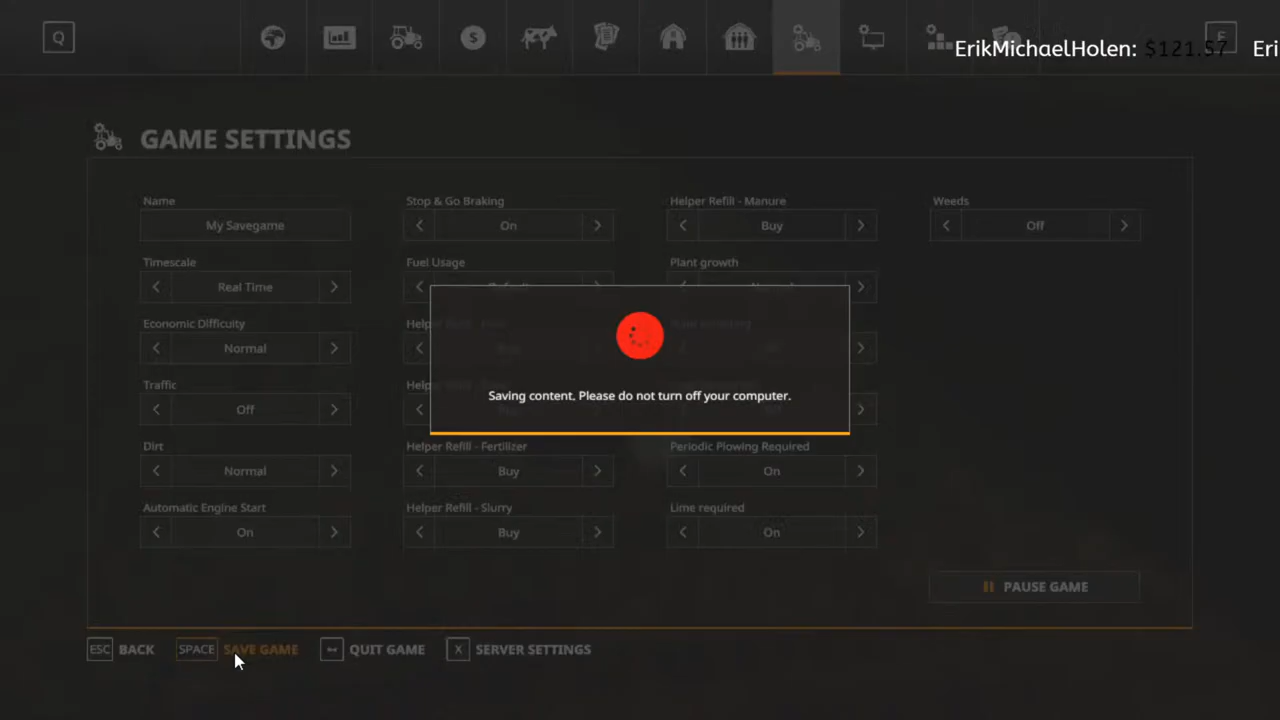 Q
E
ErikMichaelHolen: $121.57 Eri
GAME SETTINGS
Name
My Savegame
Timescale
Real Time
Economic Difficulty
Normal
Traffic
Off
Dirt
Normal
Automatic Engine Start
On
Stop & Go Braking
On
Fuel Usage
Helper Refill - Fertilizer
Buy
Helper Refill - Slurry
Buy
Helper Refill - Manure
Buy
Plant growth
Periodic Plowing Required
On
Lime required
On
Weeds
Off
Saving content. Please do not turn off your computer.
PAUSE GAME
ESC BACK SPACE SAVE GAME QUIT GAME X SERVER SETTINGS